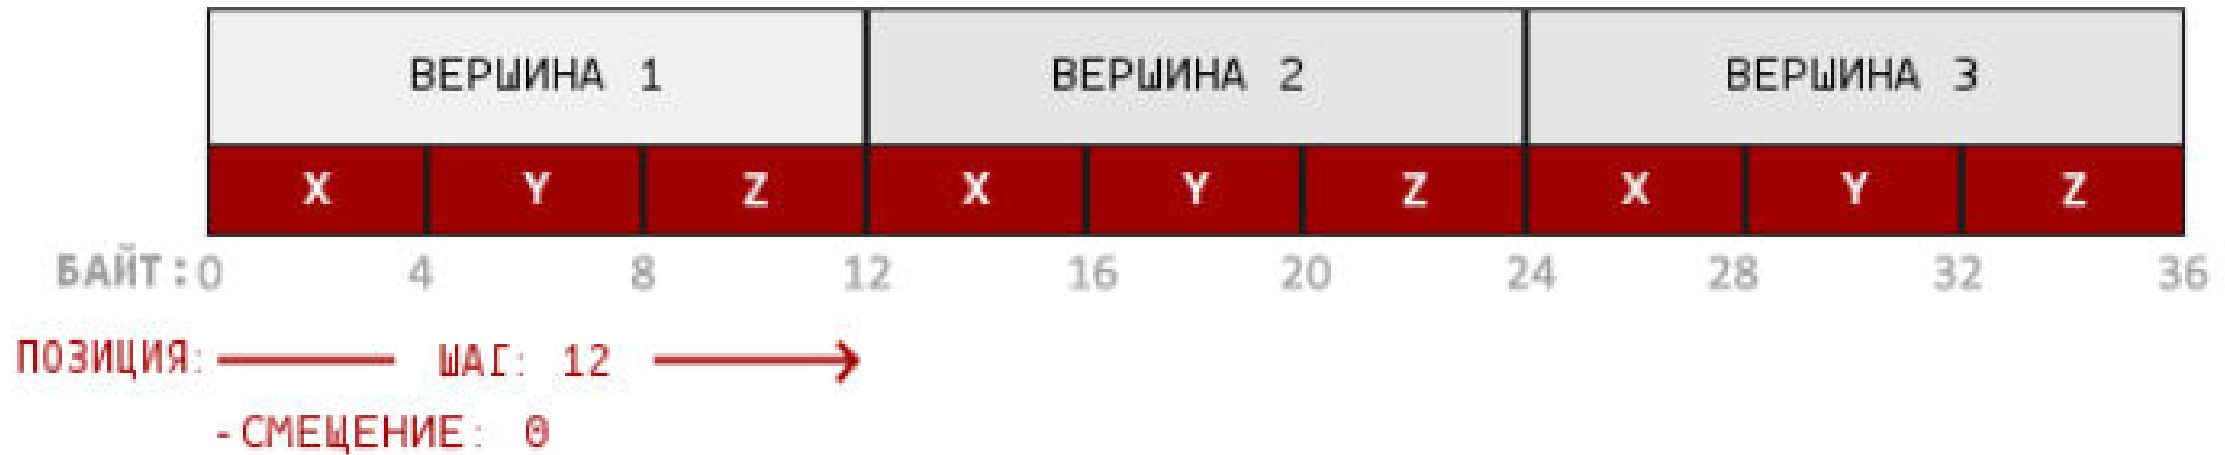 ВЕРШИНА 1 ВЕРШИНА 2 ВЕРШИНА 3
X Y Z X Y Z X Y Z
БАЙТ:0 4 8 12 16 20 24 28 32 36
ПОЗИЦИЯ: ШАГ: 12
-СМЕЩЕНИЕ: 0